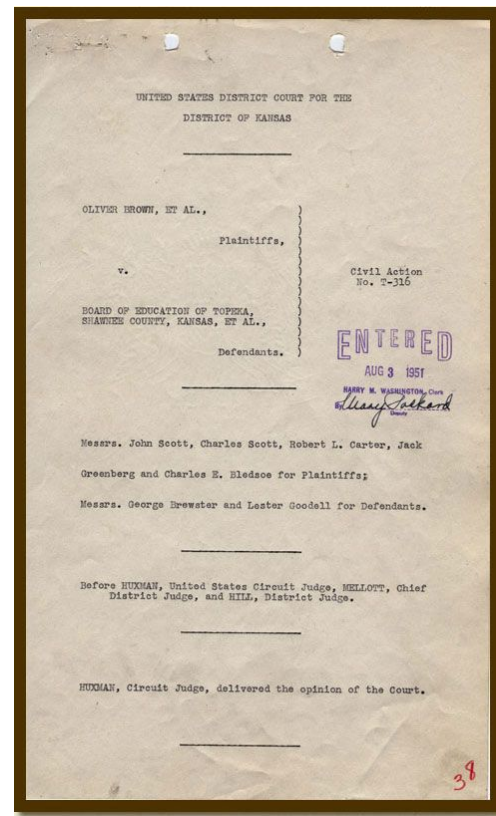 UNITED STATES DISTRICT COURT FOR THE
DISTRICT OF KANSAS
OLIVER BROWN, ET AL.,
Plaintiffs,
v.
Civil Action
No. T-316
BOARD OF EDUCATION OF TOPEKA,
SHAWNEE COUNTY, KANSAS, ET AL.,
Defendants.
ENTERED
AUG 3 1951
HARRY M. WASHINGTON, Clerk
By
Deputy
Messrs. John Scott, Charles Scott, Robert L. Carter, Jack
Greenberg and Charles E. Bledsoe for Plaintiffs;
Messrs. George Brewster and Lester Goodell for Defendants.
Before HUXMAN, United States Circuit Judge, MELLOTT, Chief
District Judge, and HILL, District Judge.
HUXMAN, Circuit Judge, delivered the opinion of the Court.
38